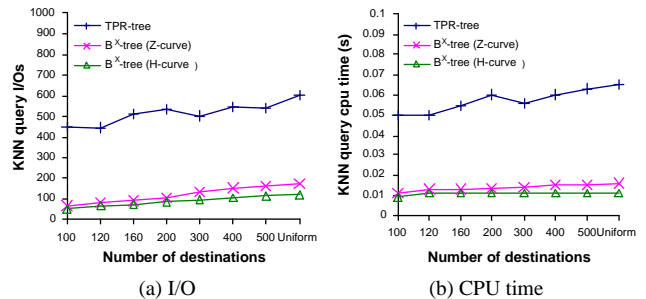 1000
900
800
700
600
500
400
300
200
100
0
KNN query I/Os
TPR-tree
B^X-tree (Z-curve)
B^X-tree (H-curve )
100 120 160 200 300 400 500 Uniform
Number of destinations
(a) I/O
0.1
0.09
0.08
0.07
0.06
0.05
0.04
0.03
0.02
0.01
0
KNN query cpu time (s)
TPR-tree
B^X-tree (Z-curve)
B^X-tree (H-curve )
100 120 160 200 300 400 500 Uniform
Number of destinations
(b) CPU time